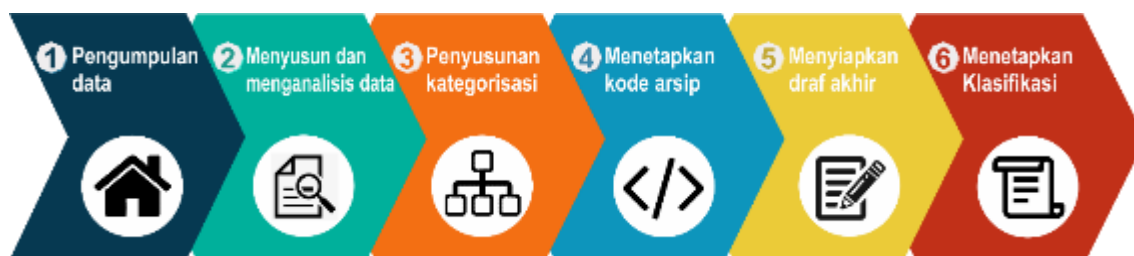 1 Pengumpulan
data
2 Menyusun dan
menganalisis data
3 Penyusunan
kategorisasi
4 Menetapkan
kode arsip
5 Menyiapkan
draf akhir
6 Menetapkan
Klasifikasi